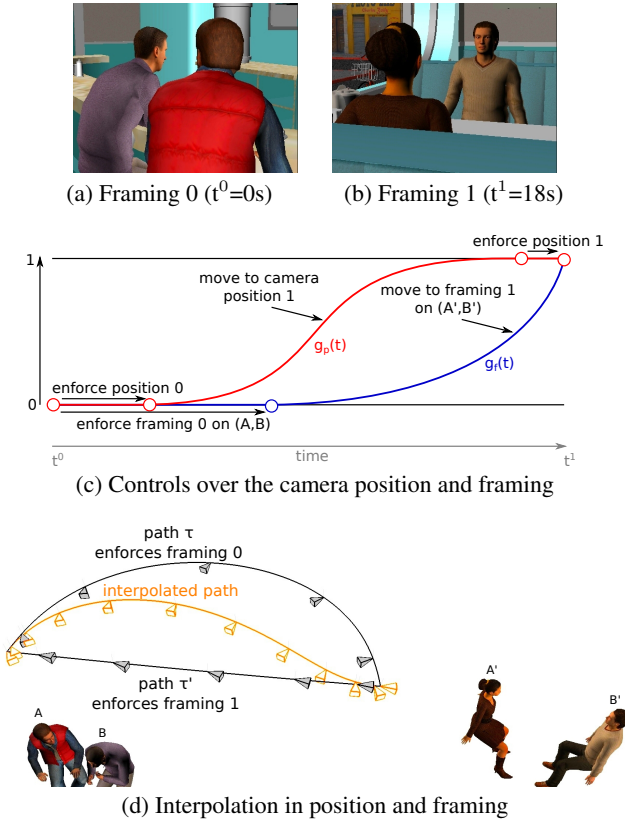 (a) Framing 0 (t⁰=0s)
(b) Framing 1 (t¹=18s)
enforce position 1
1
move to camera
position 1
move to framing 1
on (A',B')
gₚ(t)
g_f(t)
enforce position 0
0
enforce framing 0 on (A,B)
t⁰
time
t¹
(c) Controls over the camera position and framing
path τ
enforces framing 0
interpolated path
path τ'
enforces framing 1
A
B
A'
B'
(d) Interpolation in position and framing